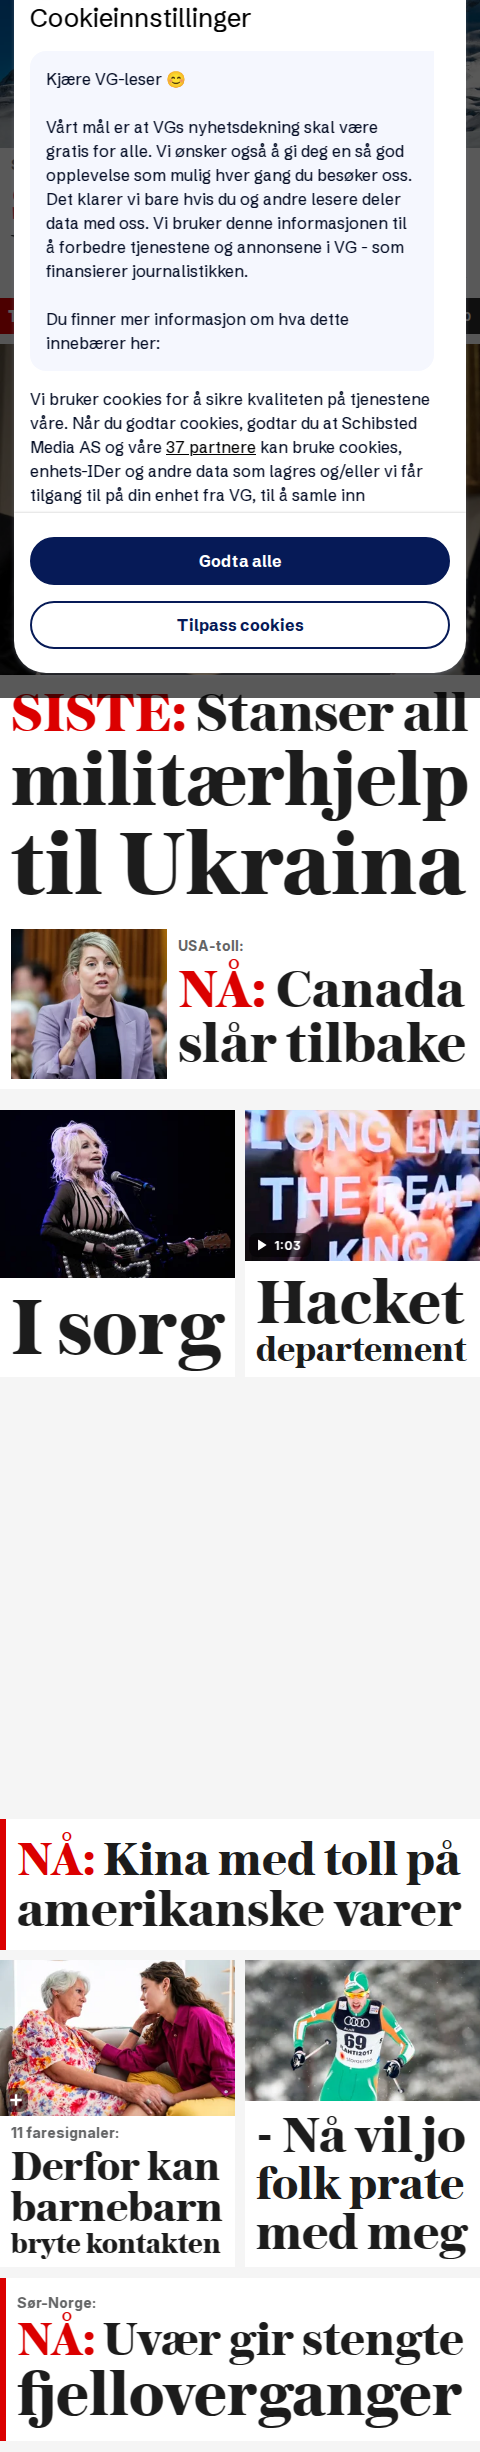 Cookieinnstillinger
Kjære VG-leser 😊
Vårt mål er at VGs nyhetsdekning skal være
gratis for alle. Vi ønsker også å gi deg en så god
opplevelse som mulig hver gang du besøker oss.
Det klarer vi bare hvis du og andre lesere deler
data med oss. Vi bruker denne informasjonen til
å forbedre tjenestene og annonsene i VG - som
finansierer journalistikken.
Du finner mer informasjon om hva dette
innebærer her:
Vi bruker cookies for å sikre kvaliteten på tjenestene
våre. Når du godtar cookies, godtar du at Schibsted
Media AS og våre 37 partnere kan bruke cookies,
enhets-IDer og andre data som lagres og/eller vi får
tilgang til på din enhet fra VG, til å samle inn
Godta alle
Tilpass cookies
SISTE: Stanser all
militærhjelp
til Ukraina
USA-toll:
NÅ: Canada
slår tilbake
LONG LIVE
THE REAL
KING
1:03
I sorg
Hacket
departement
NÅ: Kina med toll på
amerikanske varer
Audi
69
LAHTI2017
11 faresignaler:
Derfor kan
barnebarn
bryte kontakten
- Nå vil jo
folk prate
med meg
Sør-Norge:
NÅ: Uvær gir stengte
fjelloverganger